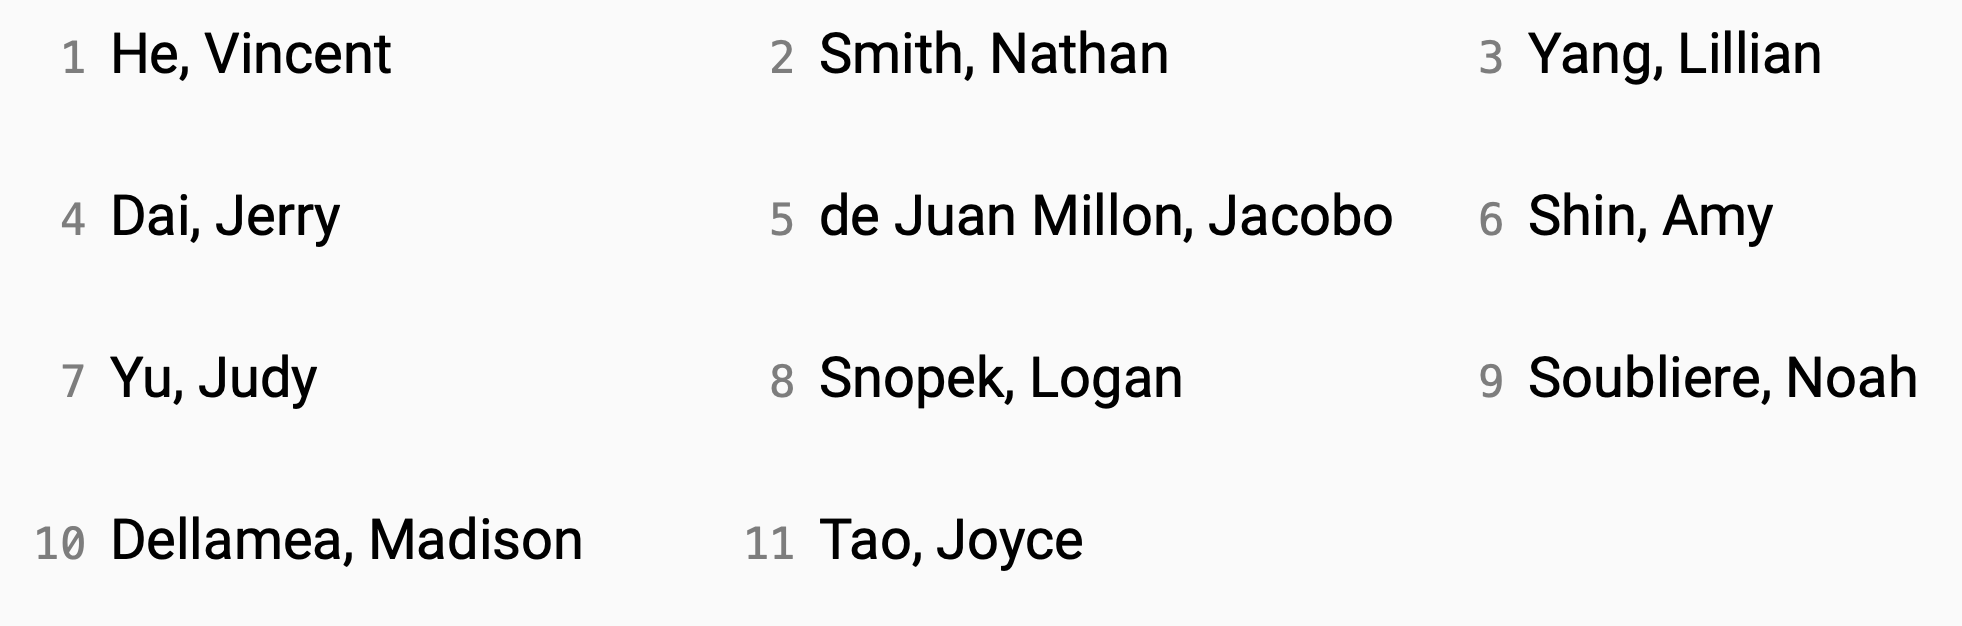 1 He, Vincent 2 Smith, Nathan 3 Yang, Lillian
4 Dai, Jerry 5 de Juan Millon, Jacobo 6 Shin, Amy
7 Yu, Judy 8 Snopek, Logan 9 Soubliere, Noah
10 Dellamea, Madison 11 Tao, Joyce